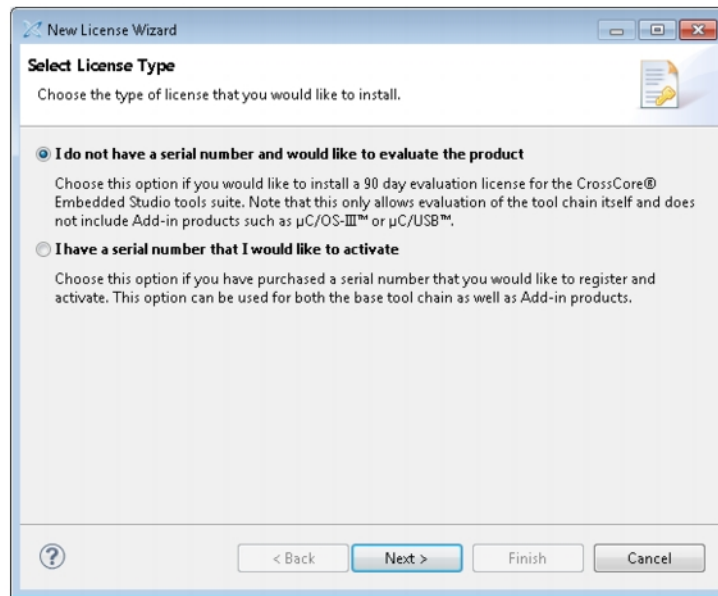 New License Wizard
Select License Type
Choose the type of license that you would like to install.
I do not have a serial number and would like to evaluate the product
Choose this option if you would like to install a 90 day evaluation license for the CrossCore®
Embedded Studio tools suite. Note that this only allows evaluation of the tool chain itself and does
not include Add-in products such as µC/OS-III™ or µC/USB™.
I have a serial number that I would like to activate
Choose this option if you have purchased a serial number that you would like to register and
activate. This option can be used for both the base tool chain as well as Add-in products.
?
< Back
Next >
Finish
Cancel